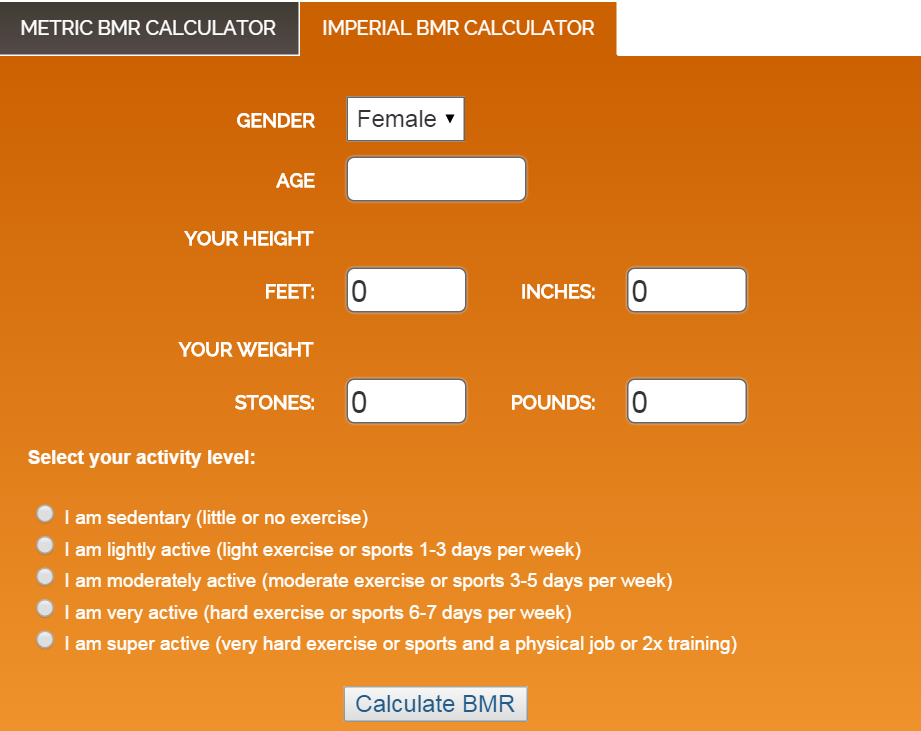 METRIC BMR CALCULATOR IMPERIAL BMR CALCULATOR
GENDER Female
AGE
YOUR HEIGHT
FEET: 0 INCHES: 0
YOUR WEIGHT
STONES: 0 POUNDS: 0
Select your activity level:
I am sedentary (little or no exercise)
I am lightly active (light exercise or sports 1-3 days per week)
I am moderately active (moderate exercise or sports 3-5 days per week)
I am very active (hard exercise or sports 6-7 days per week)
I am super active (very hard exercise or sports and a physical job or 2x training)
Calculate BMR